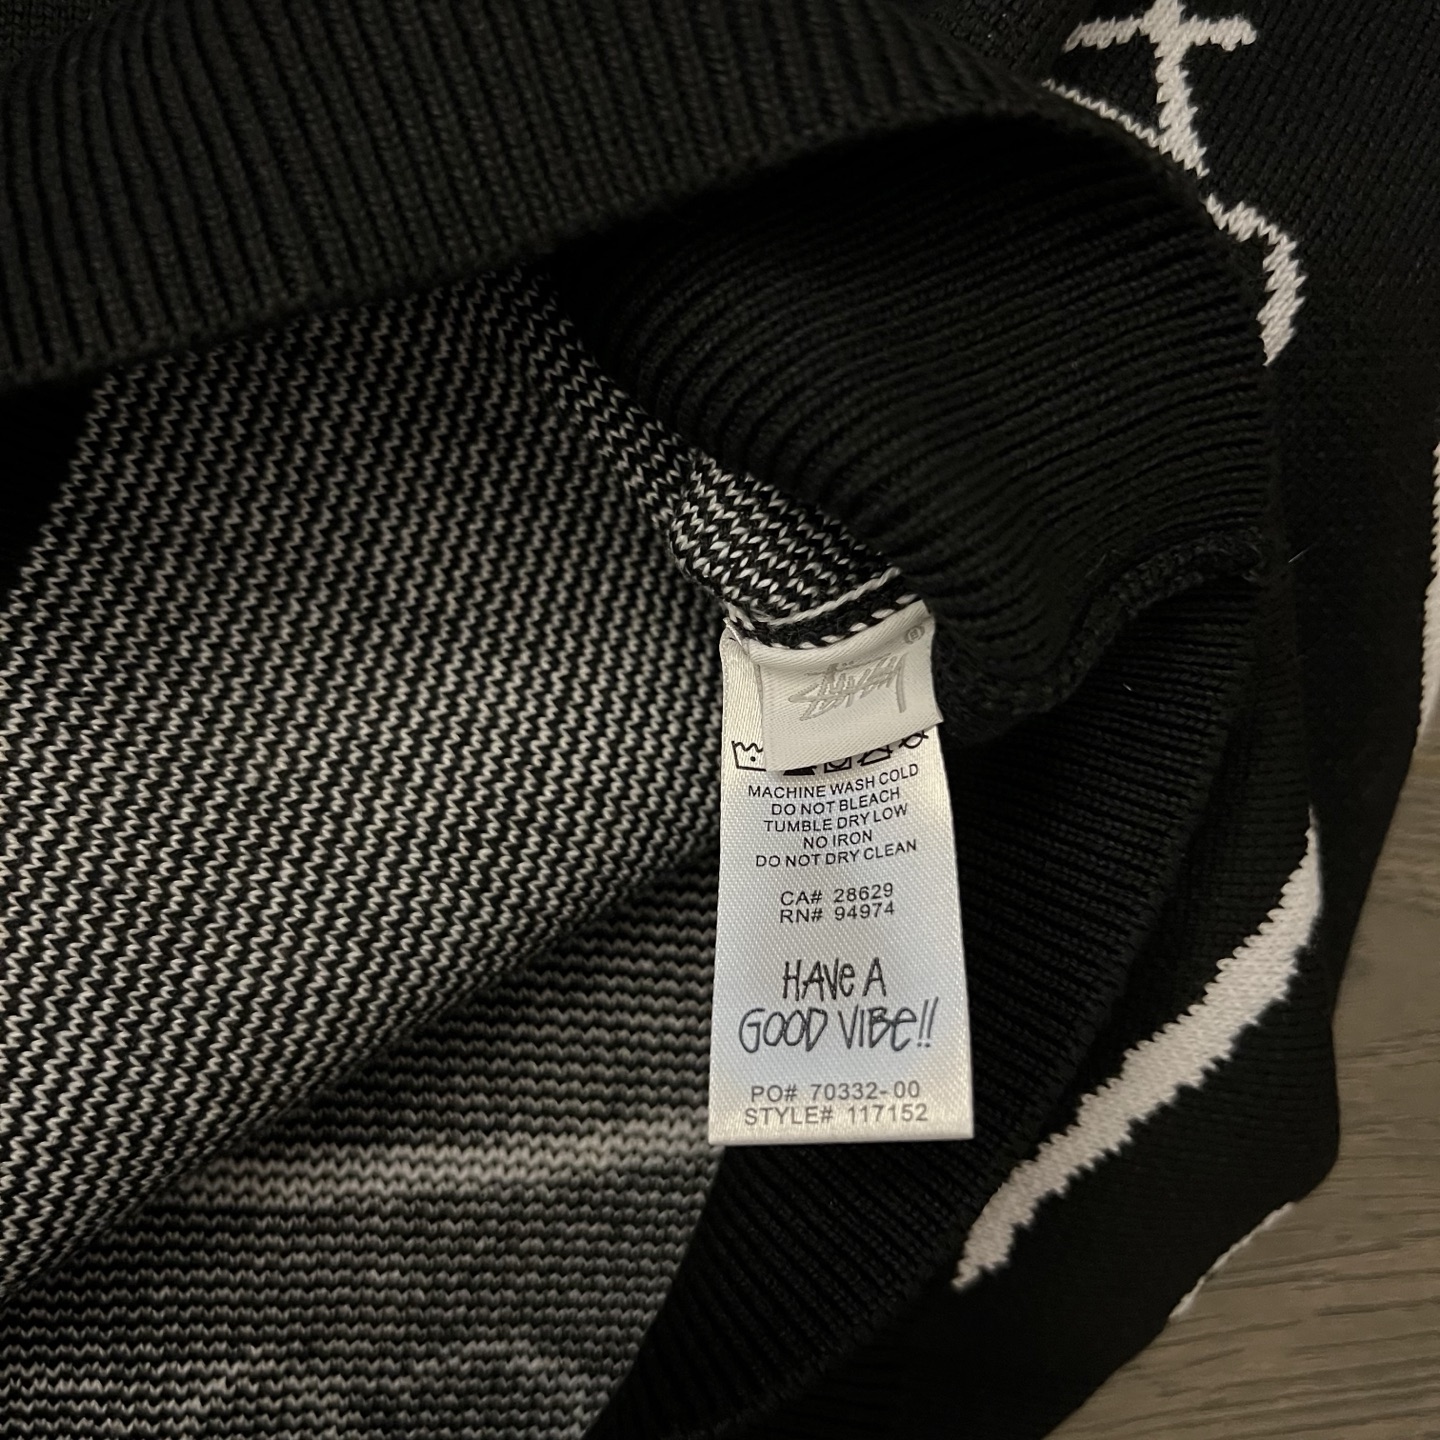 Stüssy ®
MACHINE WASH COLD
DO NOT BLEACH
TUMBLE DRY LOW
NO IRON
DO NOT DRY CLEAN
CA# 28629
RN# 94974
HAVE A
GOOD VIBE!!
PO# 70332-00
STYLE# 117152